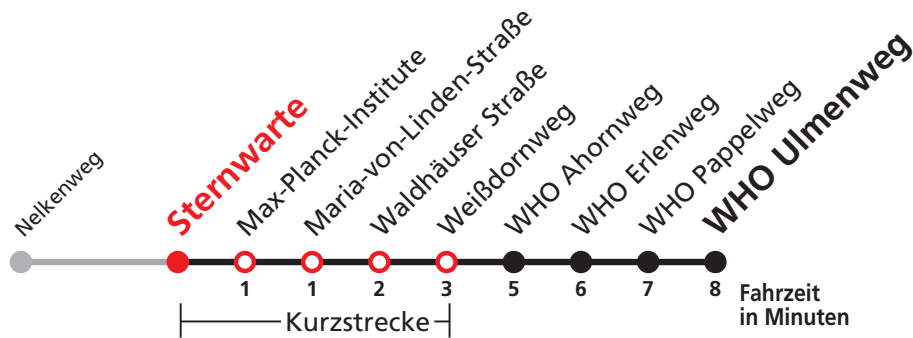 Nelkenweg
Sternwarte
Max-Planck-Institute
Maria-von-Linden-Straße
Waldhäuser Straße
Weißdornweg
WHO Ahornweg
WHO Erlenweg
WHO Pappelweg
WHO Ulmenweg
1 1 2 3 5 6 7 8
Fahrzeit
in Minuten
Kurzstrecke